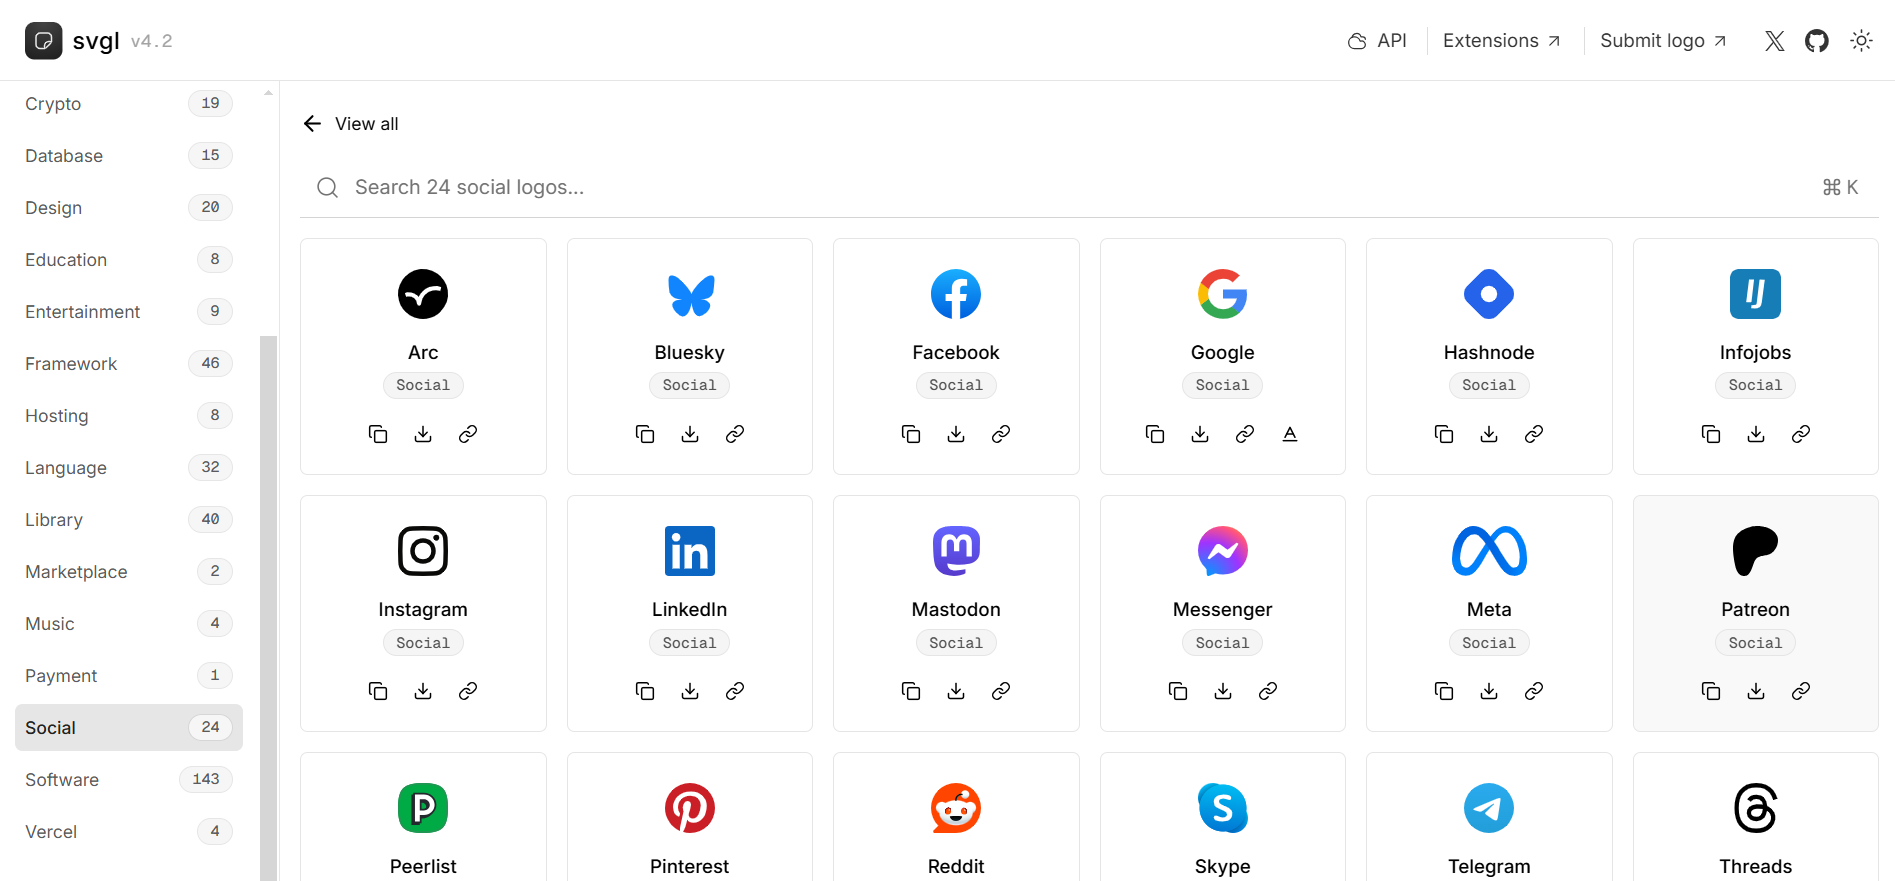 svgl v4.2
API
Extensions
Submit logo
Crypto 19
Database 15
Design 20
Education 8
Entertainment 9
Framework 46
Hosting 8
Language 32
Library 40
Marketplace 2
Music 4
Payment 1
Social 24
Software 143
Vercel 4
View all
Search 24 social logos...
⌘ K
Arc
Social
Bluesky
Social
Facebook
Social
Google
Social
Hashnode
Social
IJ
Infojobs
Social
Instagram
Social
in
LinkedIn
Social
Mastodon
Social
Messenger
Social
Meta
Social
Patreon
Social
Peerlist
Pinterest
Reddit
Skype
Telegram
Threads